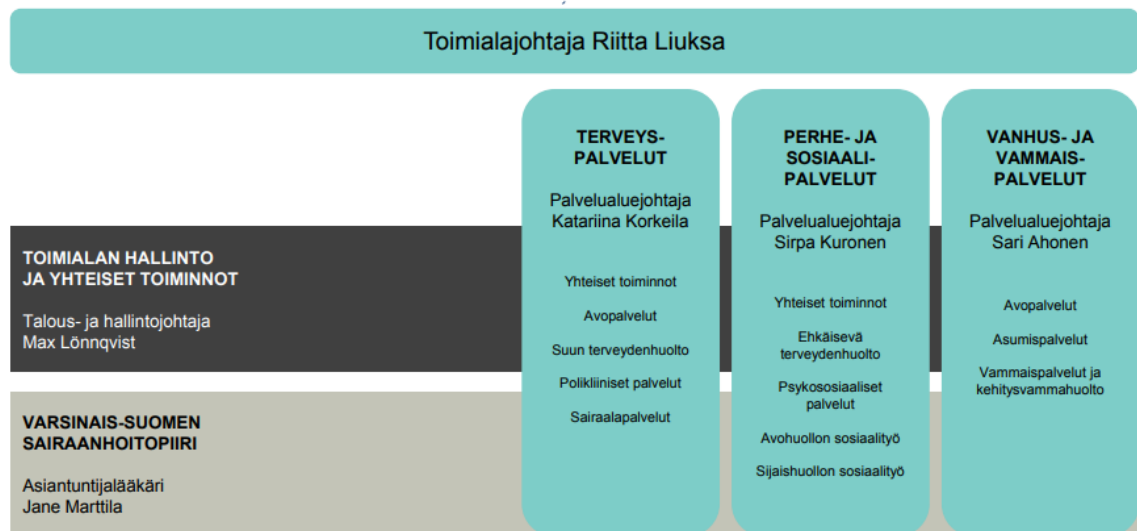 Toimialajohtaja Riitta Liuksa
TERVEYS-
PALVELUT
Palvelualuejohtaja
Katariina Korkeila
Yhteiset toiminnot
Avopalvelut
Suun terveydenhuolto
Polikliiniset palvelut
Sairaalapalvelut
PERHE- JA
SOSIAALI-
PALVELUT
Palvelualuejohtaja
Sirpa Kuronen
Yhteiset toiminnot
Ehkäisevä
terveydenhuolto
Psykososiaaliset
palvelut
Avohuollon sosiaalityö
Sijaishuollon sosiaalityö
VANHUS- JA
VAMMAIS-
PALVELUT
Palvelualuejohtaja
Sari Ahonen
Avopalvelut
Asumispalvelut
Vammaispalvelut ja
kehitysvammahuolto
TOIMIALAN HALLINTO
JA YHTEISET TOIMINNOT
Talous- ja hallintojohtaja
Max Lönnqvist
VARSINAIS-SUOMEN
SAIRAANHOITOPIIRI
Asiantuntijalääkäri
Jane Marttila